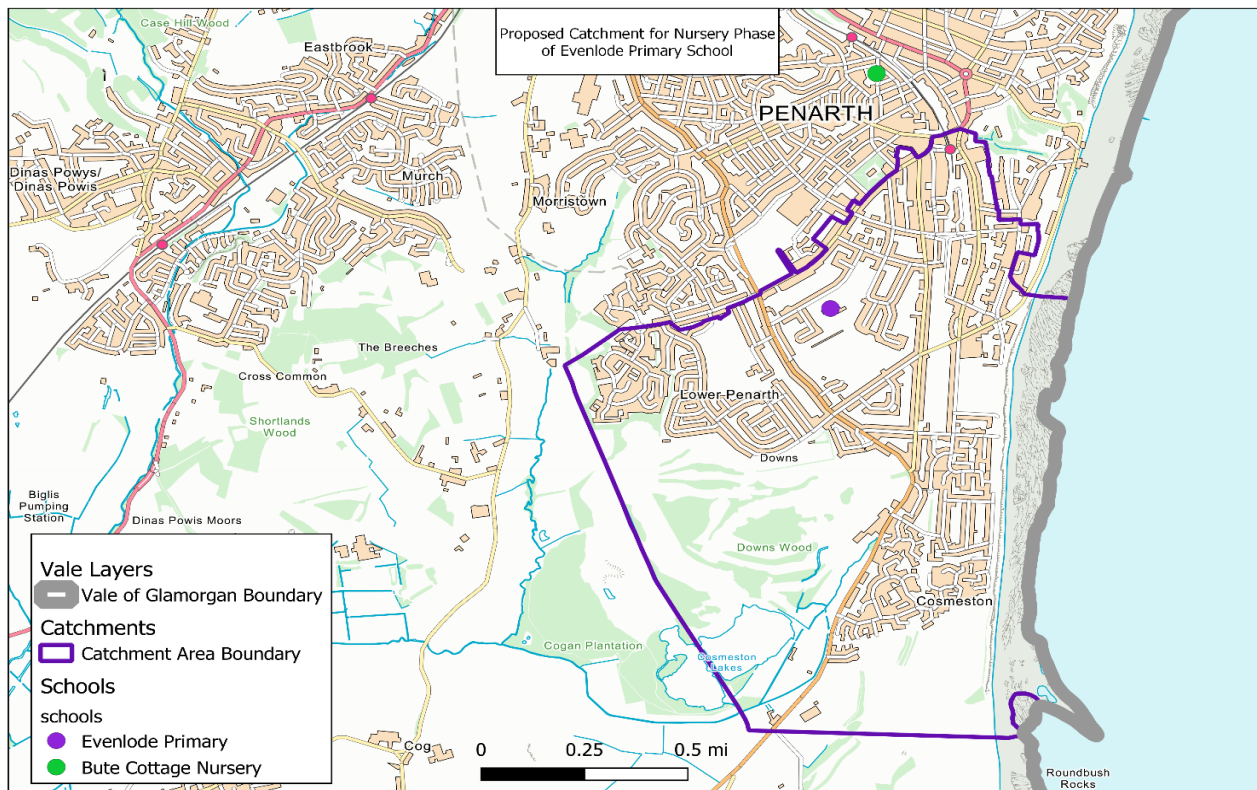 Proposed Catchment for Nursery Phase
of Evenlode Primary School
Case Hill Wood
Eastbrook
PENARTH
Dinas Powys/
Dinas Powis
Murch
Morristown
The Breeches
Cross Common
Lower Penarth
Shortlands
Wood
Downs
Biglis
Pumping
Station
Dinas Powis Moors
Downs Wood
Cosmeston
Cogan Plantation
Cosmeston
Lakes
Cog
Roundbush
Rocks
Vale Layers
Vale of Glamorgan Boundary
Catchments
Catchment Area Boundary
Schools
schools
Evenlode Primary
Bute Cottage Nursery
0 0.25 0.5 mi